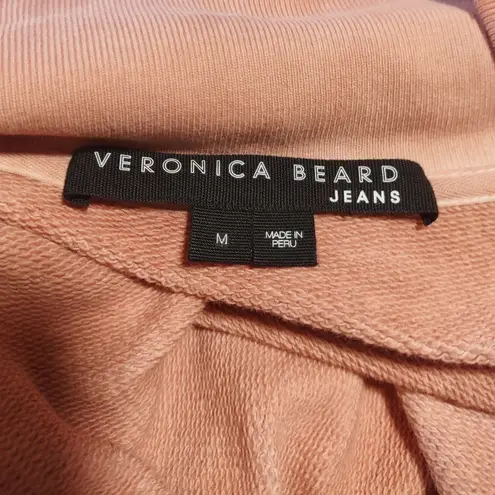 VERONICA BEARD
JEANS
M
MADE IN
PERU